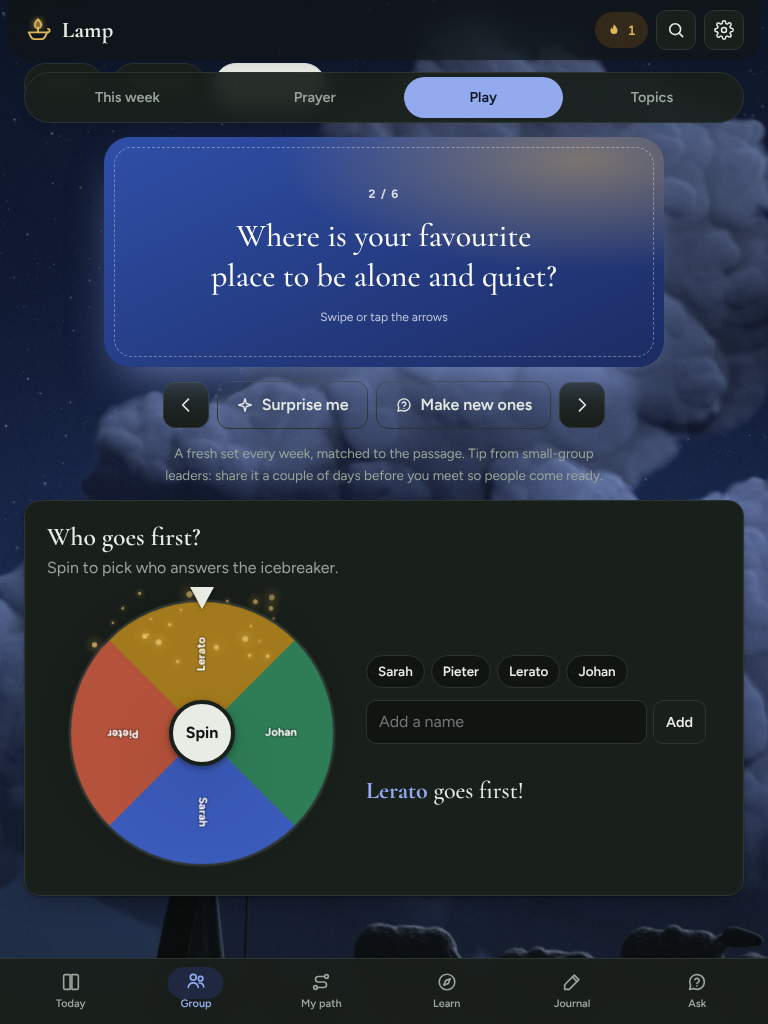 Lamp
1
This week
Prayer
Play
Topics
2 / 6
Where is your favourite
place to be alone and quiet?
Swipe or tap the arrows
Surprise me
Make new ones
A fresh set every week, matched to the passage. Tip from small-group
leaders: share it a couple of days before you meet so people come ready.
Who goes first?
Spin to pick who answers the icebreaker.
Lerato
Pieter
Spin
Johan
Sarah
Sarah
Pieter
Lerato
Johan
Add a name
Add
Lerato goes first!
Today
Group
My path
Learn
Journal
Ask